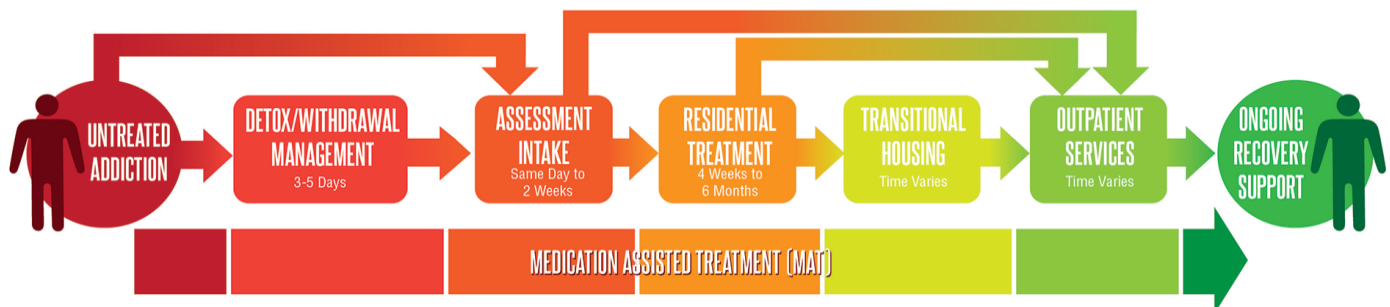 UNTREATED
ADDICTION
DETOX/WITHDRAWAL
MANAGEMENT
3-5 Days
ASSESSMENT
INTAKE
Same Day to
2 Weeks
RESIDENTIAL
TREATMENT
4 Weeks to
6 Months
TRANSITIONAL
HOUSING
Time Varies
OUTPATIENT
SERVICES
Time Varies
ONGOING
RECOVERY
SUPPORT
MEDICATION ASSISTED TREATMENT (MAT)